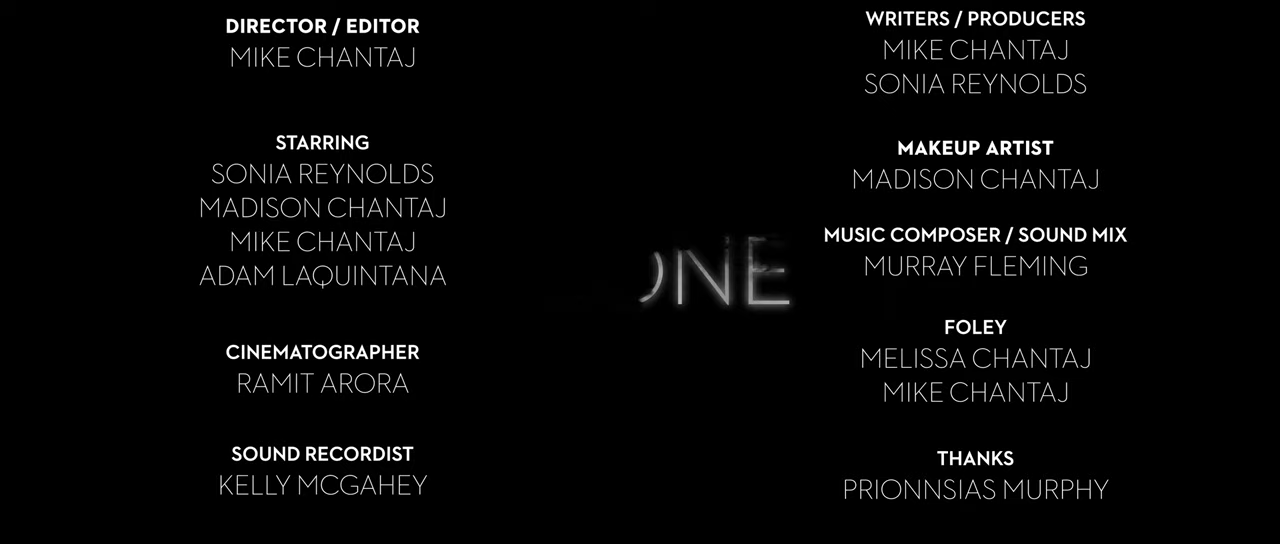 DIRECTOR / EDITOR
MIKE CHANTAJ
STARRING
SONIA REYNOLDS
MADISON CHANTAJ
MIKE CHANTAJ
ADAM LAQUINTANA
CINEMATOGRAPHER
RAMIT ARORA
SOUND RECORDIST
KELLY MCGAHEY
WRITERS / PRODUCERS
MIKE CHANTAJ
SONIA REYNOLDS
MAKEUP ARTIST
MADISON CHANTAJ
MUSIC COMPOSER / SOUND MIX
MURRAY FLEMING
FOLEY
MELISSA CHANTAJ
MIKE CHANTAJ
THANKS
PRIONNSIAS MURPHY